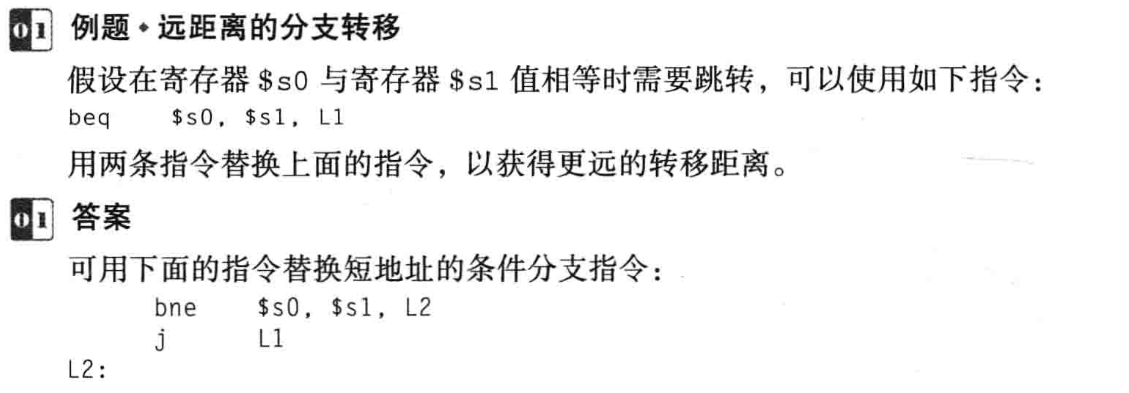 01 例题·远距离的分支转移
假设在寄存器 $s0 与寄存器 $s1 值相等时需要跳转，可以使用如下指令：
beq $s0, $s1, L1
用两条指令替换上面的指令，以获得更远的转移距离。
01 答案
可用下面的指令替换短地址的条件分支指令：
bne $s0, $s1, L2
j L1
L2: